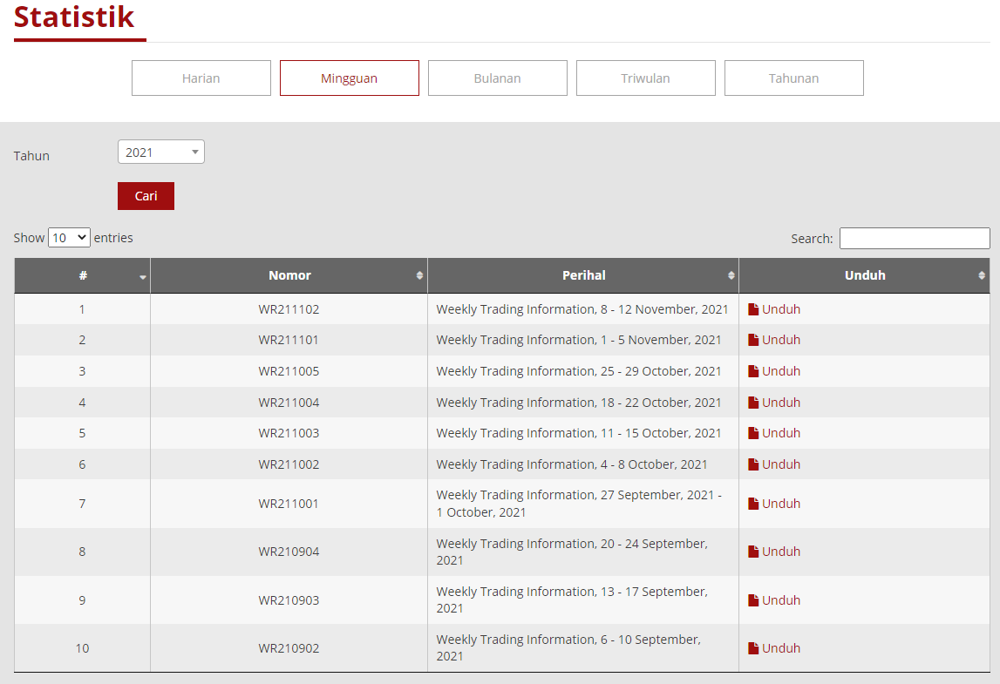 Statistik
Harian Mingguan Bulanan Triwulan Tahunan
Tahun 2021
Cari
Show 10 entries Search:
# Nomor Perihal Unduh
1 WR211102 Weekly Trading Information, 8 - 12 November, 2021 Unduh
2 WR211101 Weekly Trading Information, 1 - 5 November, 2021 Unduh
3 WR211005 Weekly Trading Information, 25 - 29 October, 2021 Unduh
4 WR211004 Weekly Trading Information, 18 - 22 October, 2021 Unduh
5 WR211003 Weekly Trading Information, 11 - 15 October, 2021 Unduh
6 WR211002 Weekly Trading Information, 4 - 8 October, 2021 Unduh
7 WR211001 Weekly Trading Information, 27 September, 2021 -
1 October, 2021 Unduh
8 WR210904 Weekly Trading Information, 20 - 24 September,
2021 Unduh
9 WR210903 Weekly Trading Information, 13 - 17 September,
2021 Unduh
10 WR210902 Weekly Trading Information, 6 - 10 September,
2021 Unduh